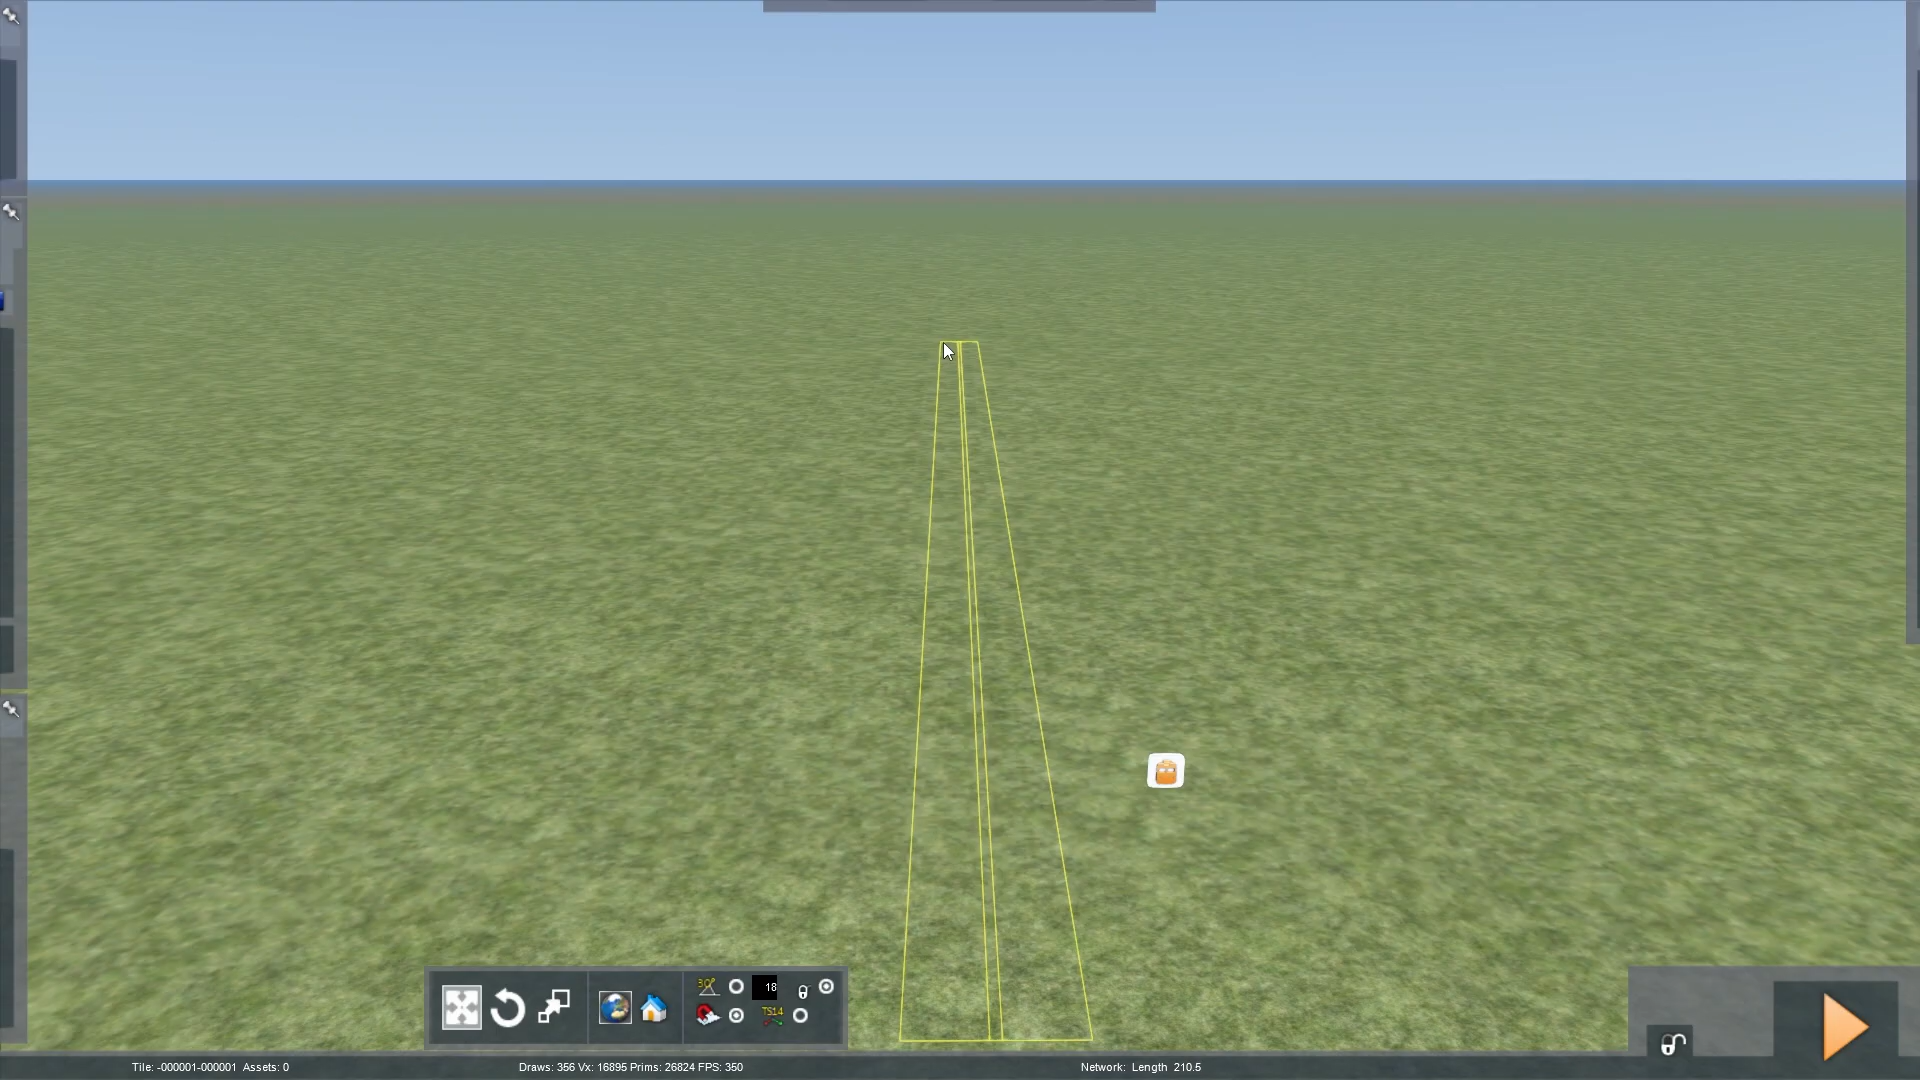 30°
18
TS14
Tile: -000001-000001 Assets: 0
Draws: 356 Vx: 16895 Prims: 26824 FPS: 350
Network: Length 210.5